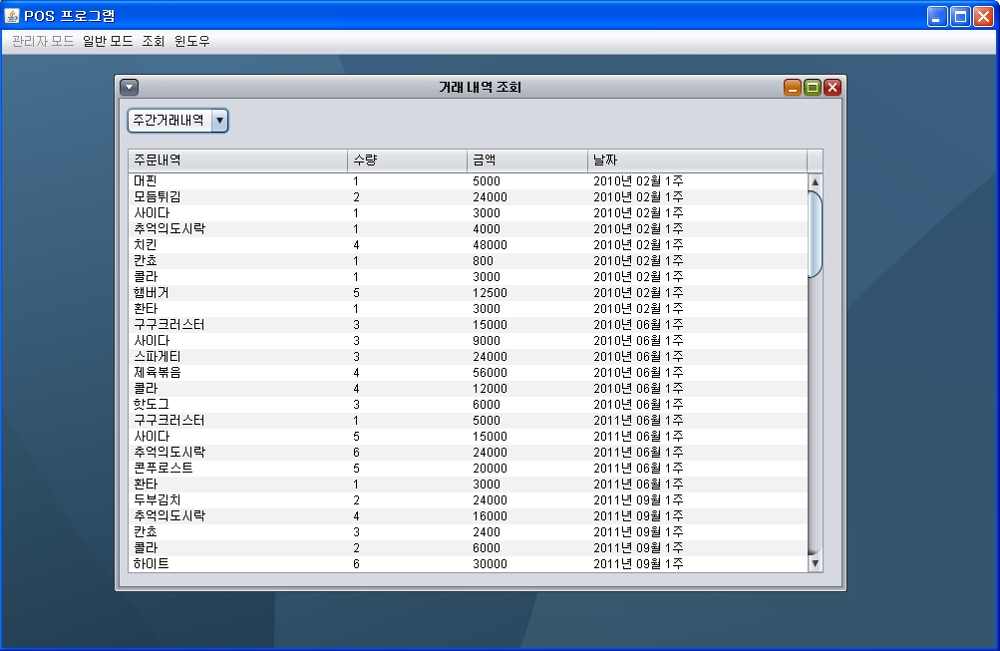 POS 프로그램
관리자 모드 일반 모드 조회 윈도우
거래 내역 조회
주간거래내역
주문내역 수량 금액 날짜
머핀 1 5000 2010년 02월 1주
모듬튀김 2 24000 2010년 02월 1주
사이다 1 3000 2010년 02월 1주
추억의도시락 1 4000 2010년 02월 1주
치킨 4 48000 2010년 02월 1주
칸쵸 1 800 2010년 02월 1주
콜라 1 3000 2010년 02월 1주
햄버거 5 12500 2010년 02월 1주
환타 1 3000 2010년 02월 1주
구구크러스터 3 15000 2010년 06월 1주
사이다 3 9000 2010년 06월 1주
스파게티 3 24000 2010년 06월 1주
제육볶음 4 56000 2010년 06월 1주
콜라 4 12000 2010년 06월 1주
핫도그 3 6000 2010년 06월 1주
구구크러스터 1 5000 2011년 06월 1주
사이다 5 15000 2011년 06월 1주
추억의도시락 6 24000 2011년 06월 1주
콘푸로스트 5 20000 2011년 06월 1주
환타 1 3000 2011년 06월 1주
두부김치 2 24000 2011년 09월 1주
추억의도시락 4 16000 2011년 09월 1주
칸쵸 3 2400 2011년 09월 1주
콜라 2 6000 2011년 09월 1주
하이트 6 30000 2011년 09월 1주